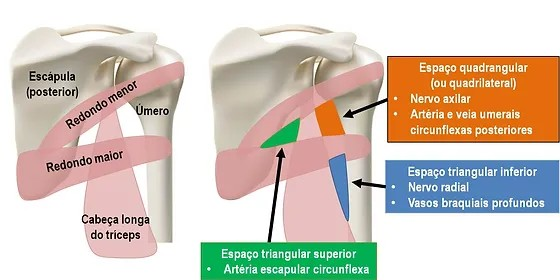 Escápula
(posterior)
Redondo menor
Úmero
Redondo maior
Cabeça longa
do tríceps
Espaço quadrangular
(ou quadrilateral)
• Nervo axilar
• Artéria e veia umerais
circunflexas posteriores
Espaço triangular inferior
• Nervo radial
• Vasos braquiais profundos
Espaço triangular superior
• Artéria escapular circunflexa